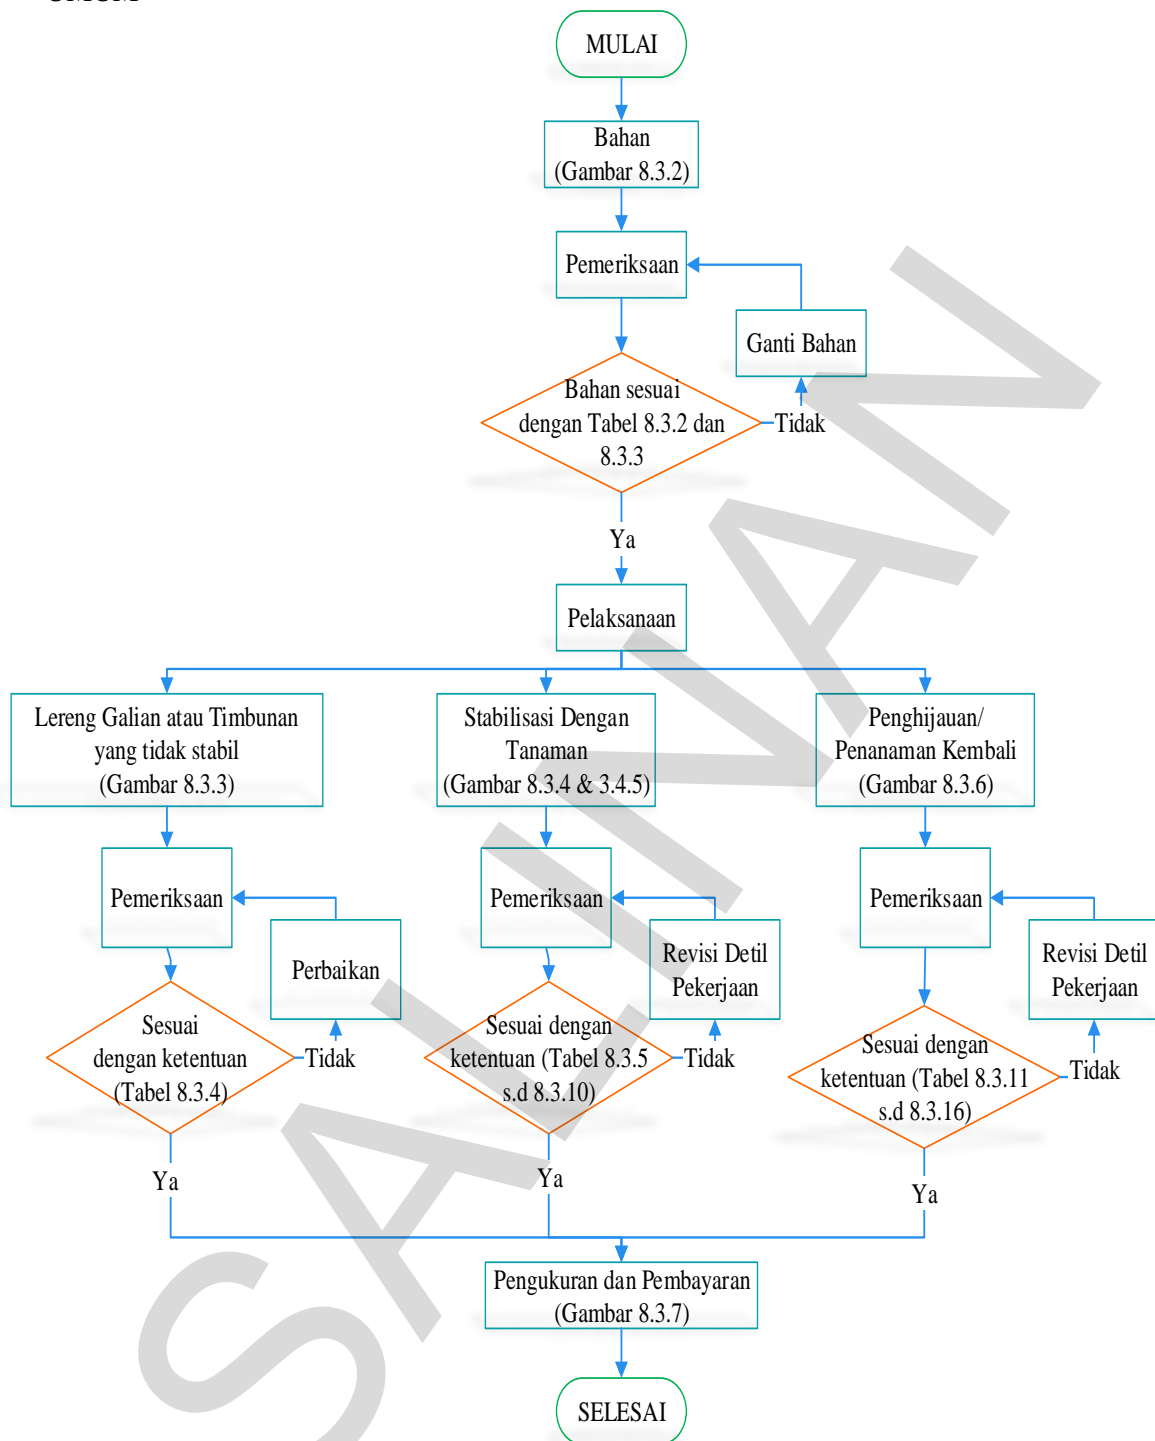 UMUM
MULAI
Bahan
(Gambar 8.3.2)
Pemeriksaan
Ganti Bahan
Bahan sesuai
dengan Tabel 8.3.2 dan
8.3.3
Tidak
Ya
Pelaksanaan
Lereng Galian atau Timbunan
yang tidak stabil
(Gambar 8.3.3)
Stabilisasi Dengan
Tanaman
(Gambar 8.3.4 & 3.4.5)
Penghijauan/
Penanaman Kembali
(Gambar 8.3.6)
Pemeriksaan
Perbaikan
Sesuai
dengan ketentuan
(Tabel 8.3.4)
Tidak
Ya
Pemeriksaan
Revisi Detil
Pekerjaan
Sesuai dengan
ketentuan (Tabel 8.3.5
s.d 8.3.10)
Tidak
Ya
Pemeriksaan
Revisi Detil
Pekerjaan
Sesuai dengan
ketentuan (Tabel 8.3.11
s.d 8.3.16)
Tidak
Ya
Pengukuran dan Pembayaran
(Gambar 8.3.7)
SELESAI
SALINAN